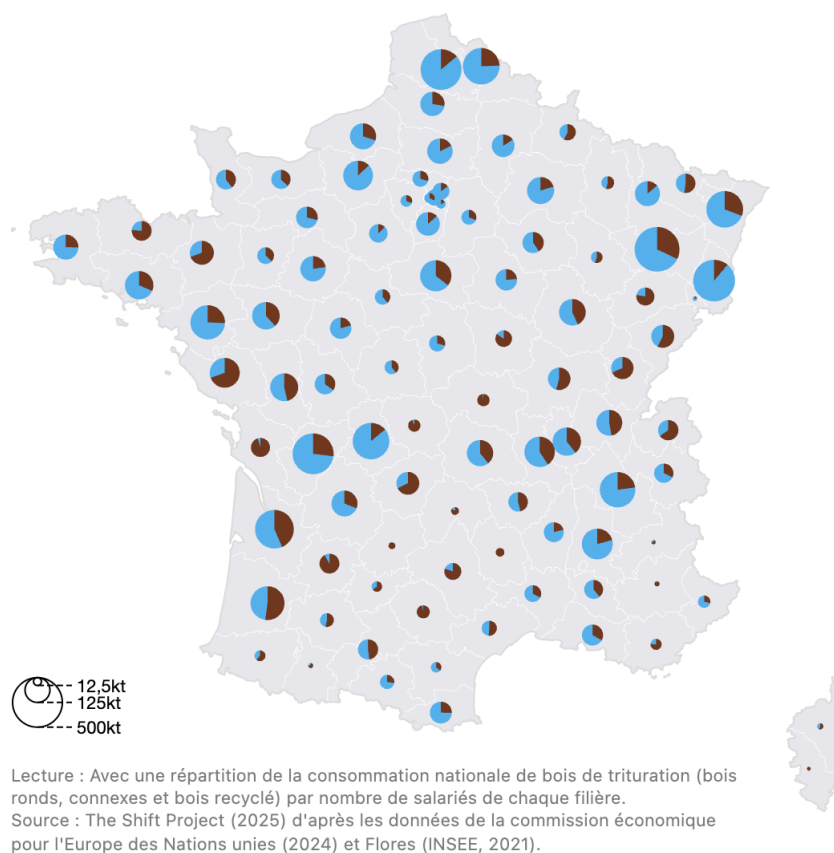 12,5kt
125kt
500kt
Lecture : Avec une répartition de la consommation nationale de bois de trituration (bois
ronds, connexes et bois recyclé) par nombre de salariés de chaque filière.
Source : The Shift Project (2025) d'après les données de la commission économique
pour l'Europe des Nations unies (2024) et Flores (INSEE, 2021).